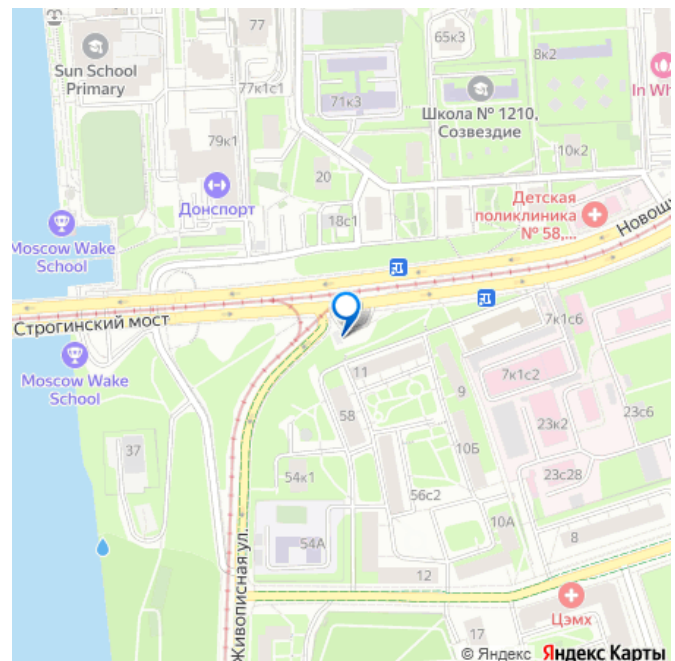 77
65к3
8к2
Sun School
Primary
77к1с1
71к3
Школа № 1210,
Созвездие
In Wh
79к1
10к2
20
Донспорт
18с1
Детская
поликлиника
№ 58,...
Moscow Wake
School
Новощ
Строгинский мост
7к1с6
Moscow Wake
School
11
7к1с2
58
9
23с6
23к2
37
10Б
54к1
23с28
56с2
10А
54А
8
12
Живописная ул.
Цэмх
17
© Яндекс Яндекс Карты